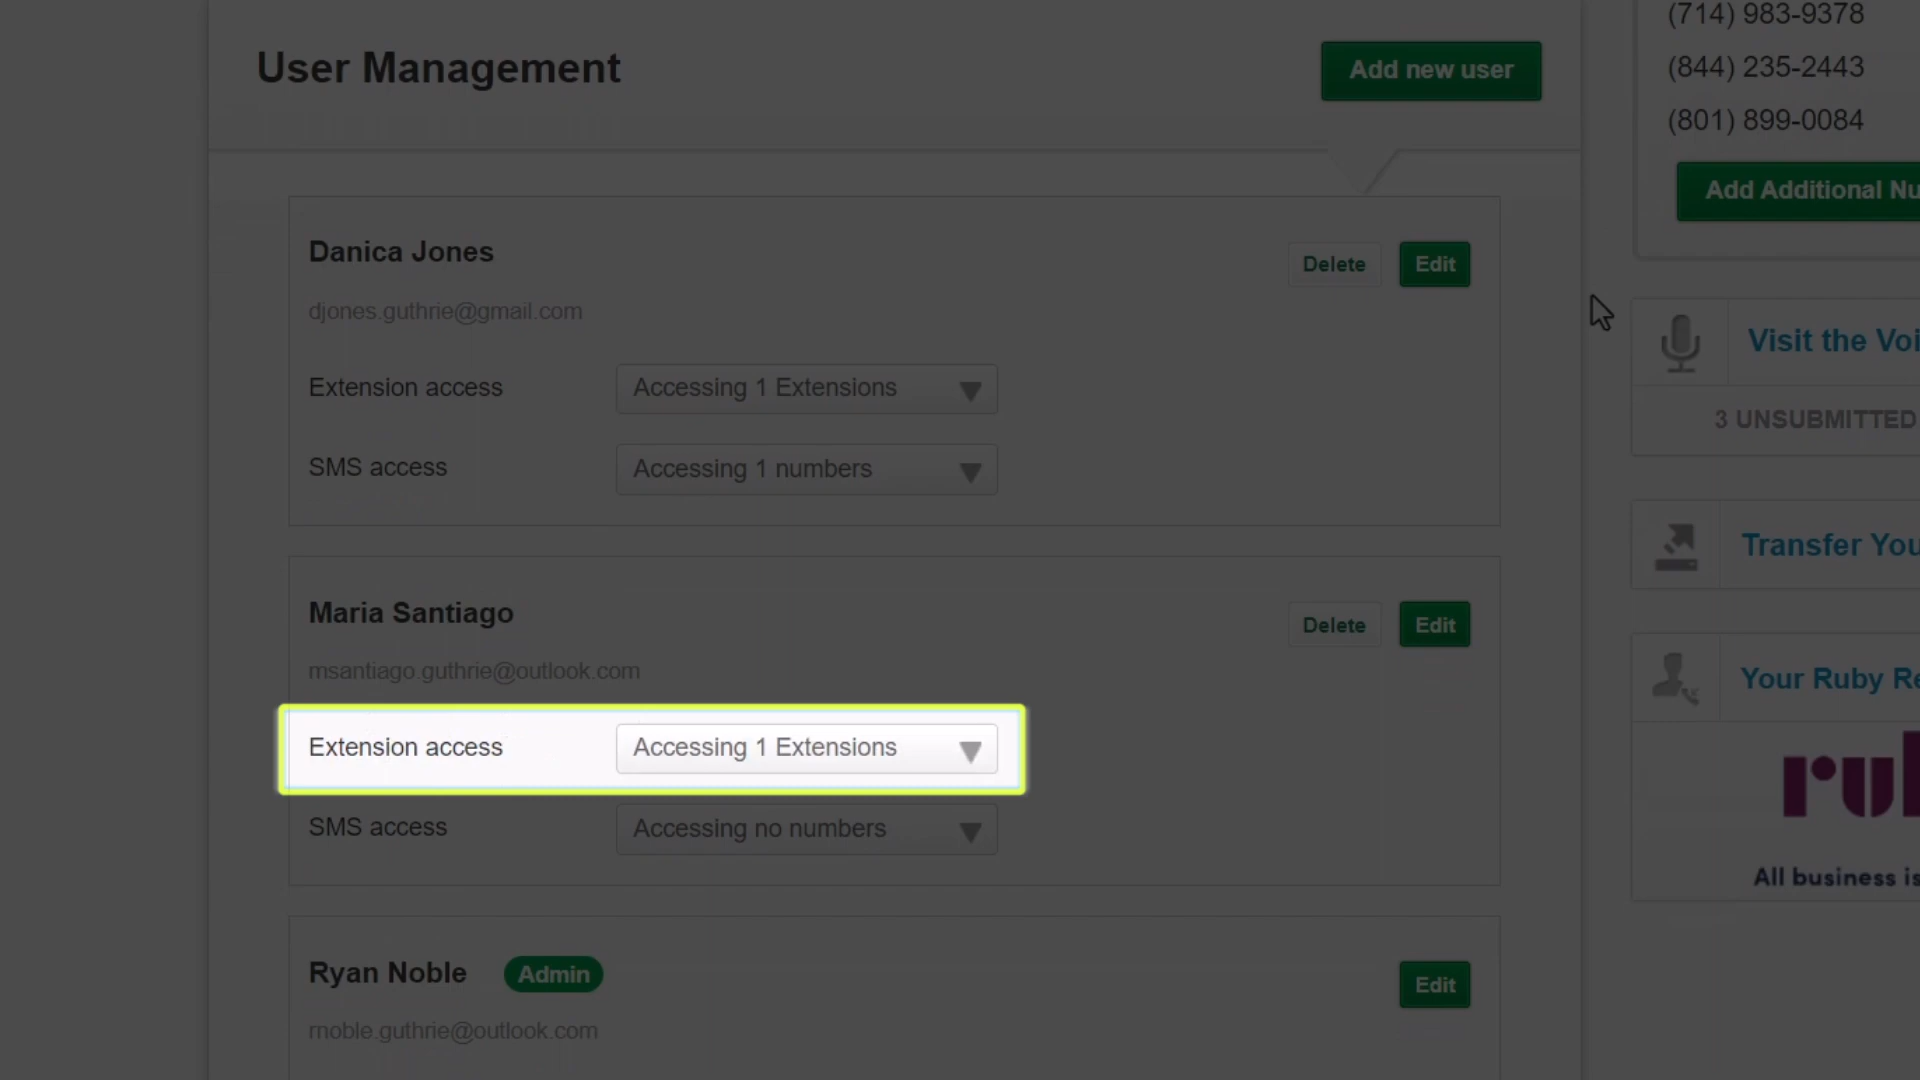 User Management
Add new user
Danica Jones
Delete
Edit
djones.guthrie@gmail.com
Extension access
Accessing 1 Extensions
SMS access
Accessing 1 numbers
Maria Santiago
Delete
Edit
msantiago.guthrie@outlook.com
Extension access
Accessing 1 Extensions
SMS access
Accessing no numbers
Ryan Noble
Admin
Edit
rnoble.guthrie@outlook.com
(714) 983-9378
(844) 235-2443
(801) 899-0084
Add Additional Nu
Visit the Voi
3 UNSUBMITTED
Transfer You
Your Ruby Re
rub
All business is